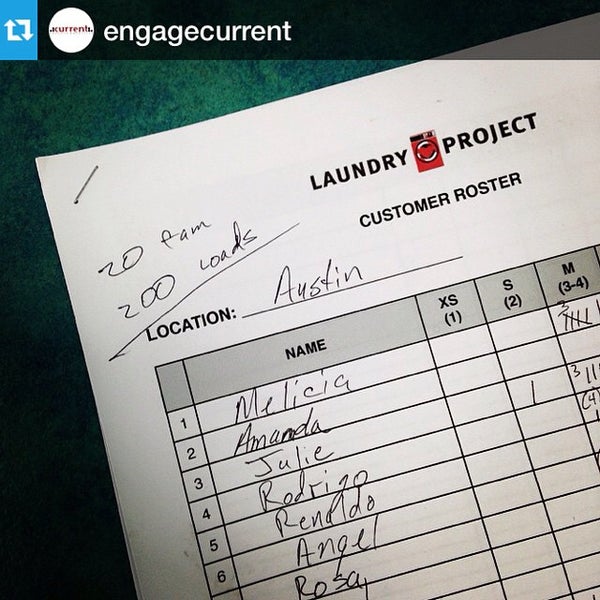 .current.
engagecurrent
LAUNDRY PROJECT
CUSTOMER ROSTER
20 fam
200 loads
LOCATION: Austin
NAME XS (1) S (2) M (3-4)
1 Melicia
2 Amanda
3 Julie
4 Rodrigo
5 Renaldo
6 Angel
Rosa